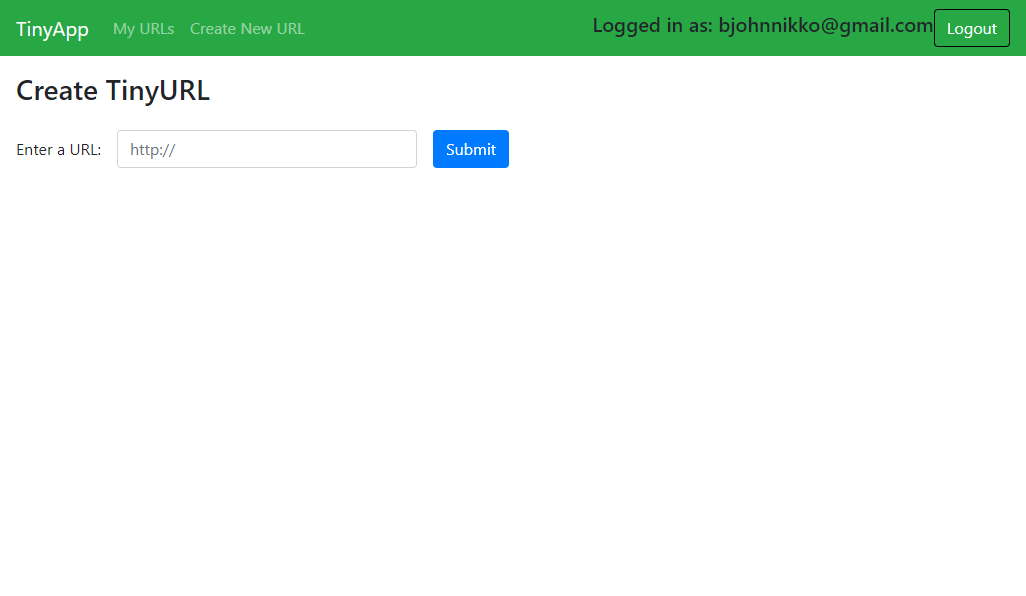 TinyApp My URLs Create New URL Logged in as: bjohnnikko@gmail.com Logout
Create TinyURL
Enter a URL: http:// Submit